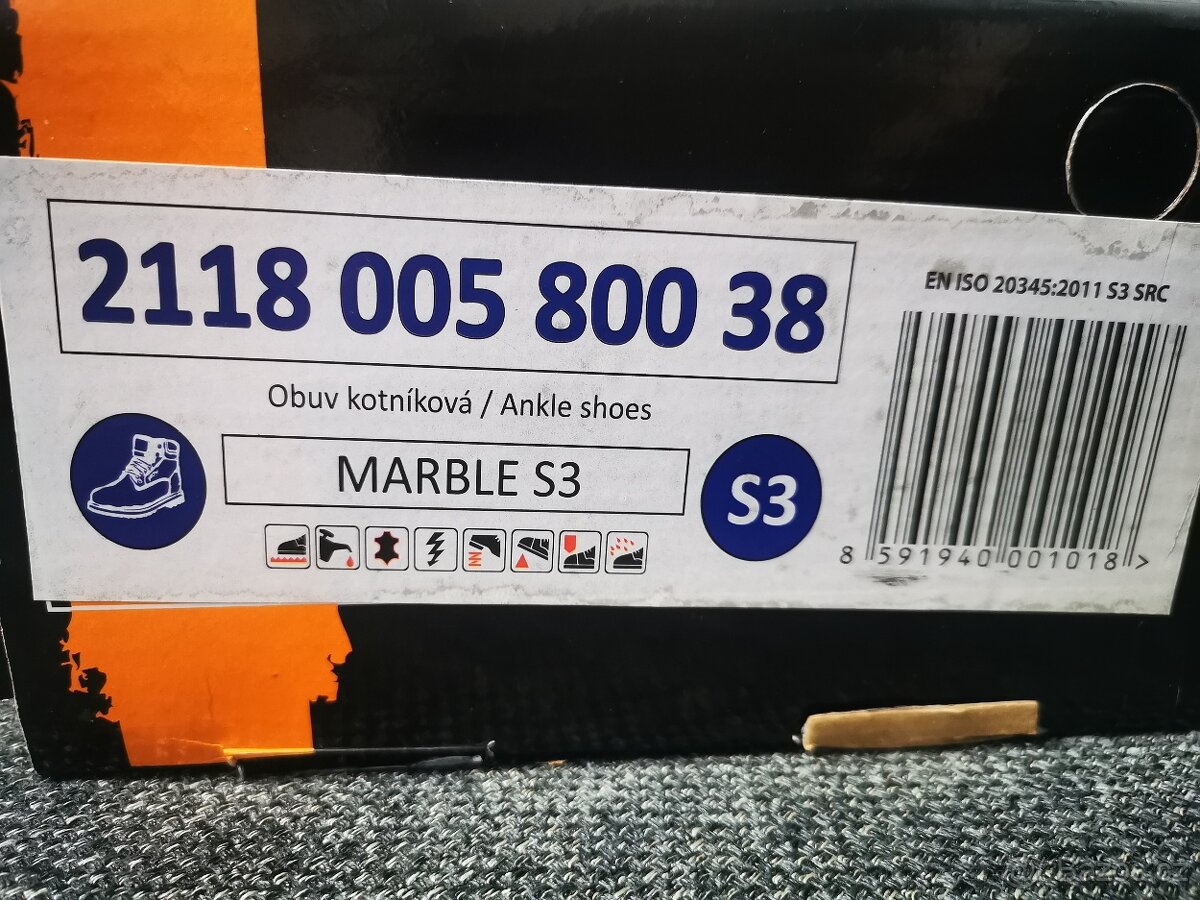 2118 005 800 38
EN ISO 20345:2011 S3 SRC
Obuv kotníková / Ankle shoes
MARBLE S3
S3
8 591940 001018 >